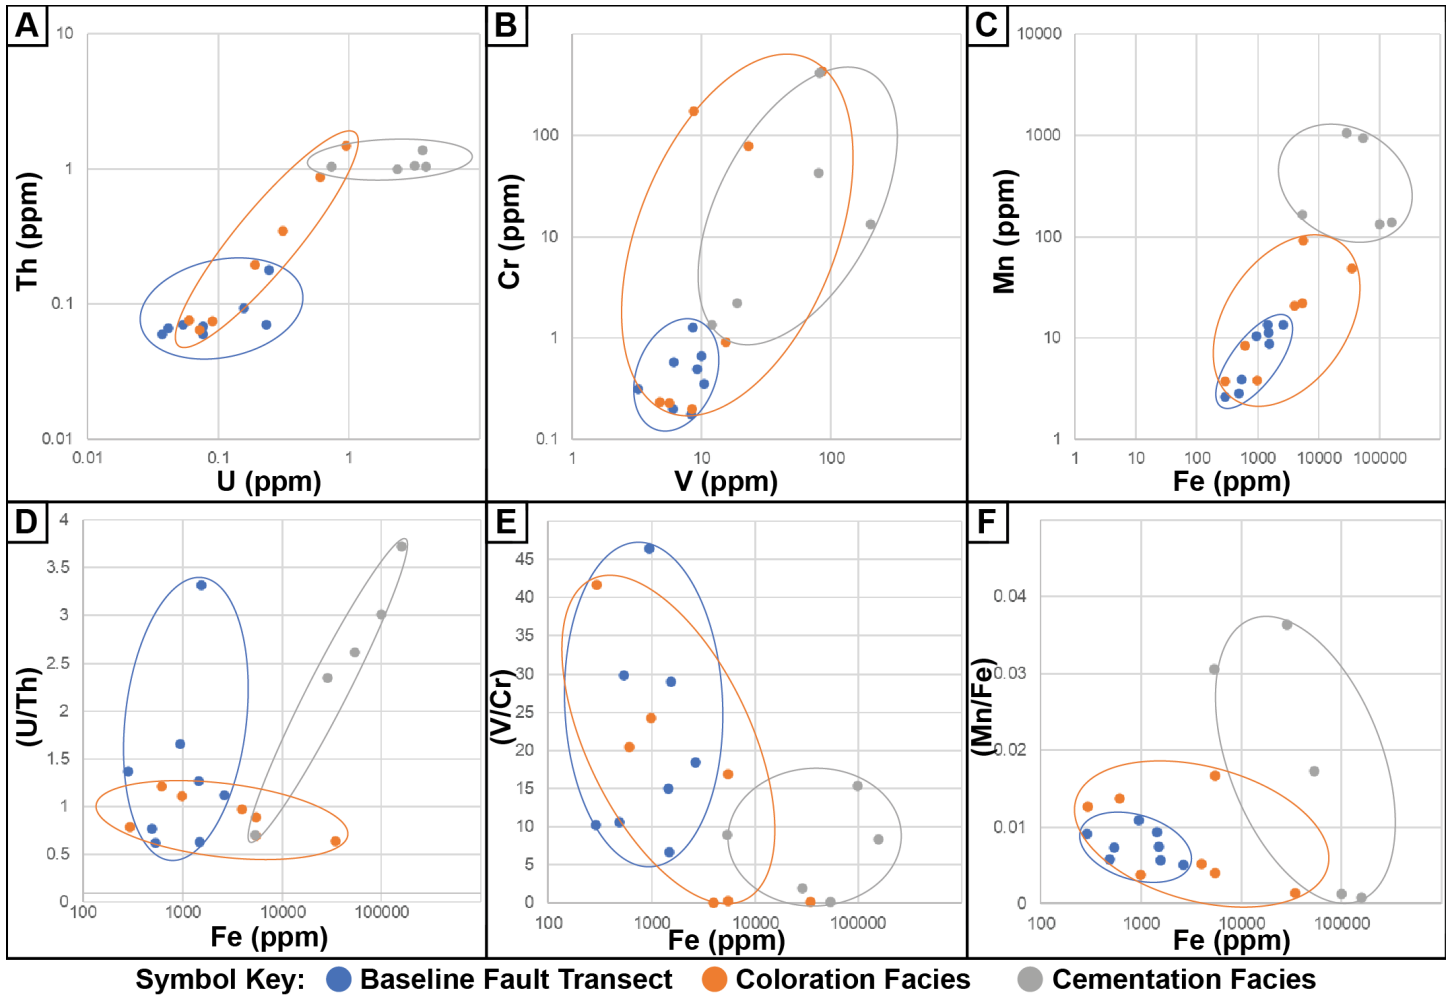 A
10
1
0.1
0.01
Th (ppm)
0.01 0.1 1
U (ppm)
B
100
10
1
0.1
Cr (ppm)
1 10 100
V (ppm)
C
10000
1000
100
10
1
Mn (ppm)
1 10 100 1000 10000 100000
Fe (ppm)
D
4
3.5
3
2.5
2
1.5
1
0.5
0
(U/Th)
100 1000 10000 100000
Fe (ppm)
E
45
40
35
30
25
20
15
10
5
0
(V/Cr)
100 1000 10000 100000
Fe (ppm)
F
0.04
0.03
0.02
0.01
0
(Mn/Fe)
100 1000 10000 100000
Fe (ppm)
Symbol Key: Baseline Fault Transect Coloration Facies Cementation Facies